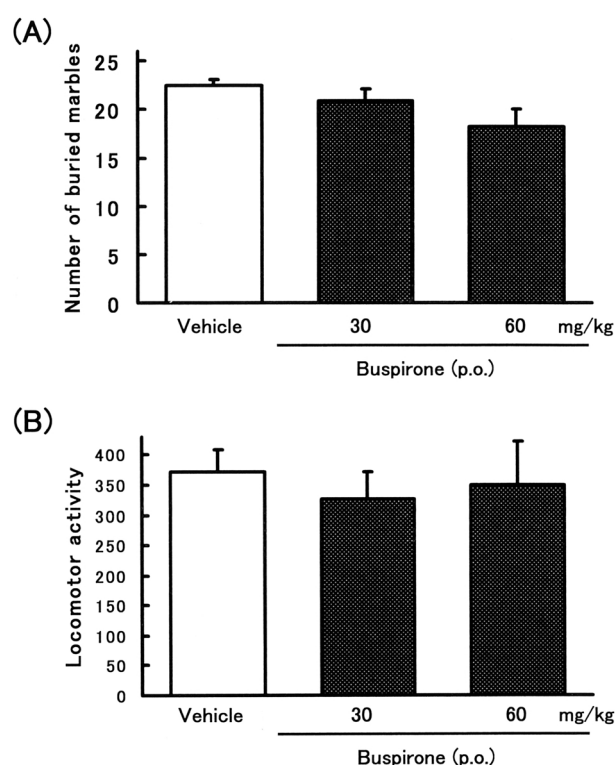 (A)
Number of buried marbles
25
20
15
10
5
0
Vehicle 30 60 mg/kg
Buspirone (p.o.)
(B)
Locomotor activity
400
350
300
250
200
150
100
50
0
Vehicle 30 60 mg/kg
Buspirone (p.o.)